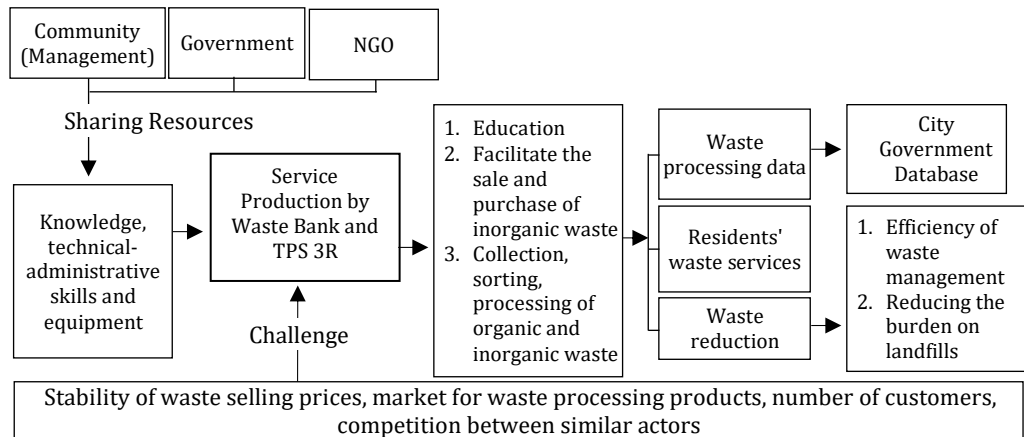 Community
(Management)
Government
NGO
Sharing Resources
Knowledge,
technical-
administrative
skills and
equipment
Service
Production by
Waste Bank and
TPS 3R
Challenge
1. Education
2. Facilitate the
sale and
purchase of
inorganic waste
3. Collection,
sorting,
processing of
organic and
inorganic waste
Waste
processing data
Residents'
waste services
Waste
reduction
City
Government
Database
1. Efficiency of
waste
management
2. Reducing the
burden on
landfills
Stability of waste selling prices, market for waste processing products, number of customers,
competition between similar actors